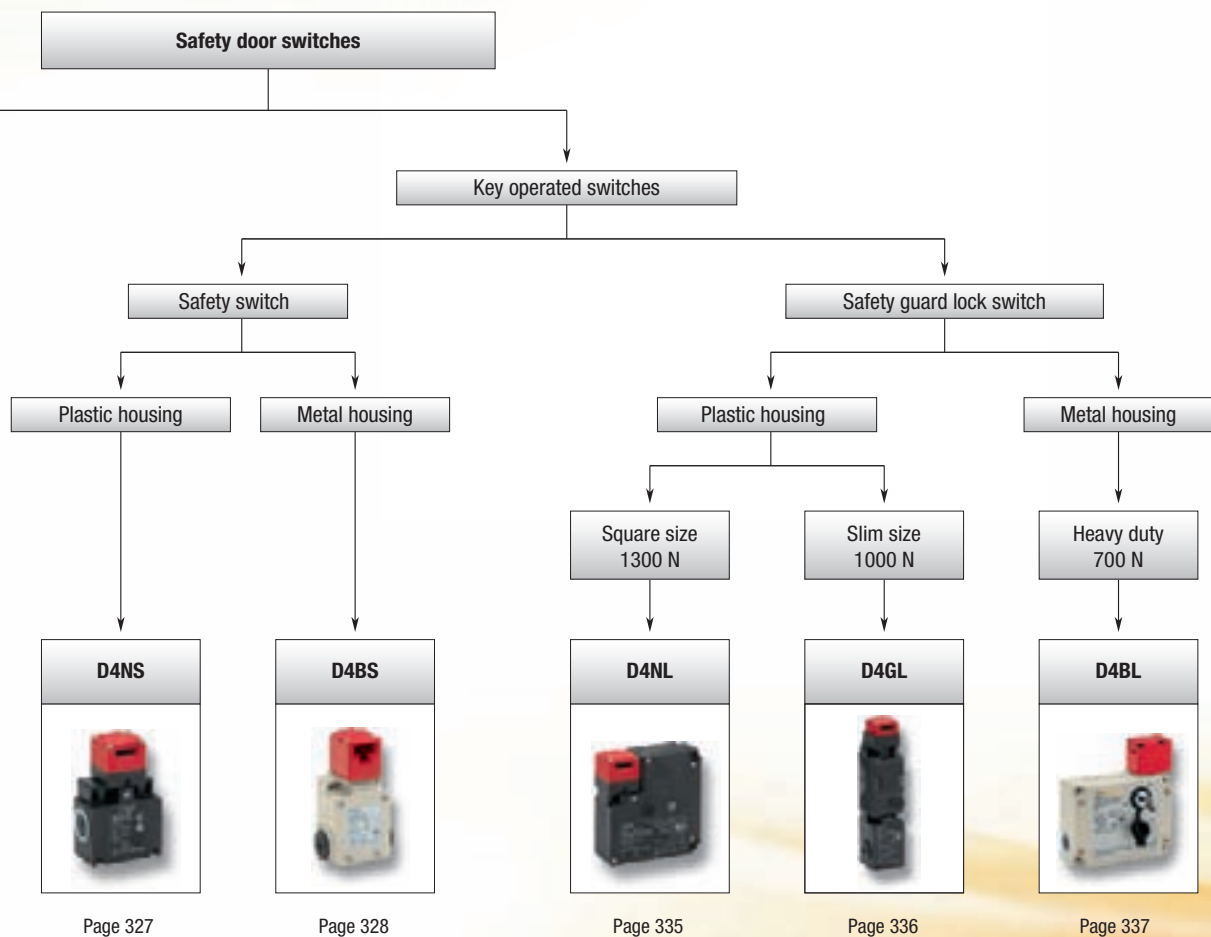 Safety door switches
Key operated switches
Safety switch
Safety guard lock switch
Plastic housing
Metal housing
Plastic housing
Metal housing
Square size
1300 N
Slim size
1000 N
Heavy duty
700 N
D4NS
D4BS
D4NL
D4GL
D4BL
Page 327
Page 328
Page 335
Page 336
Page 337